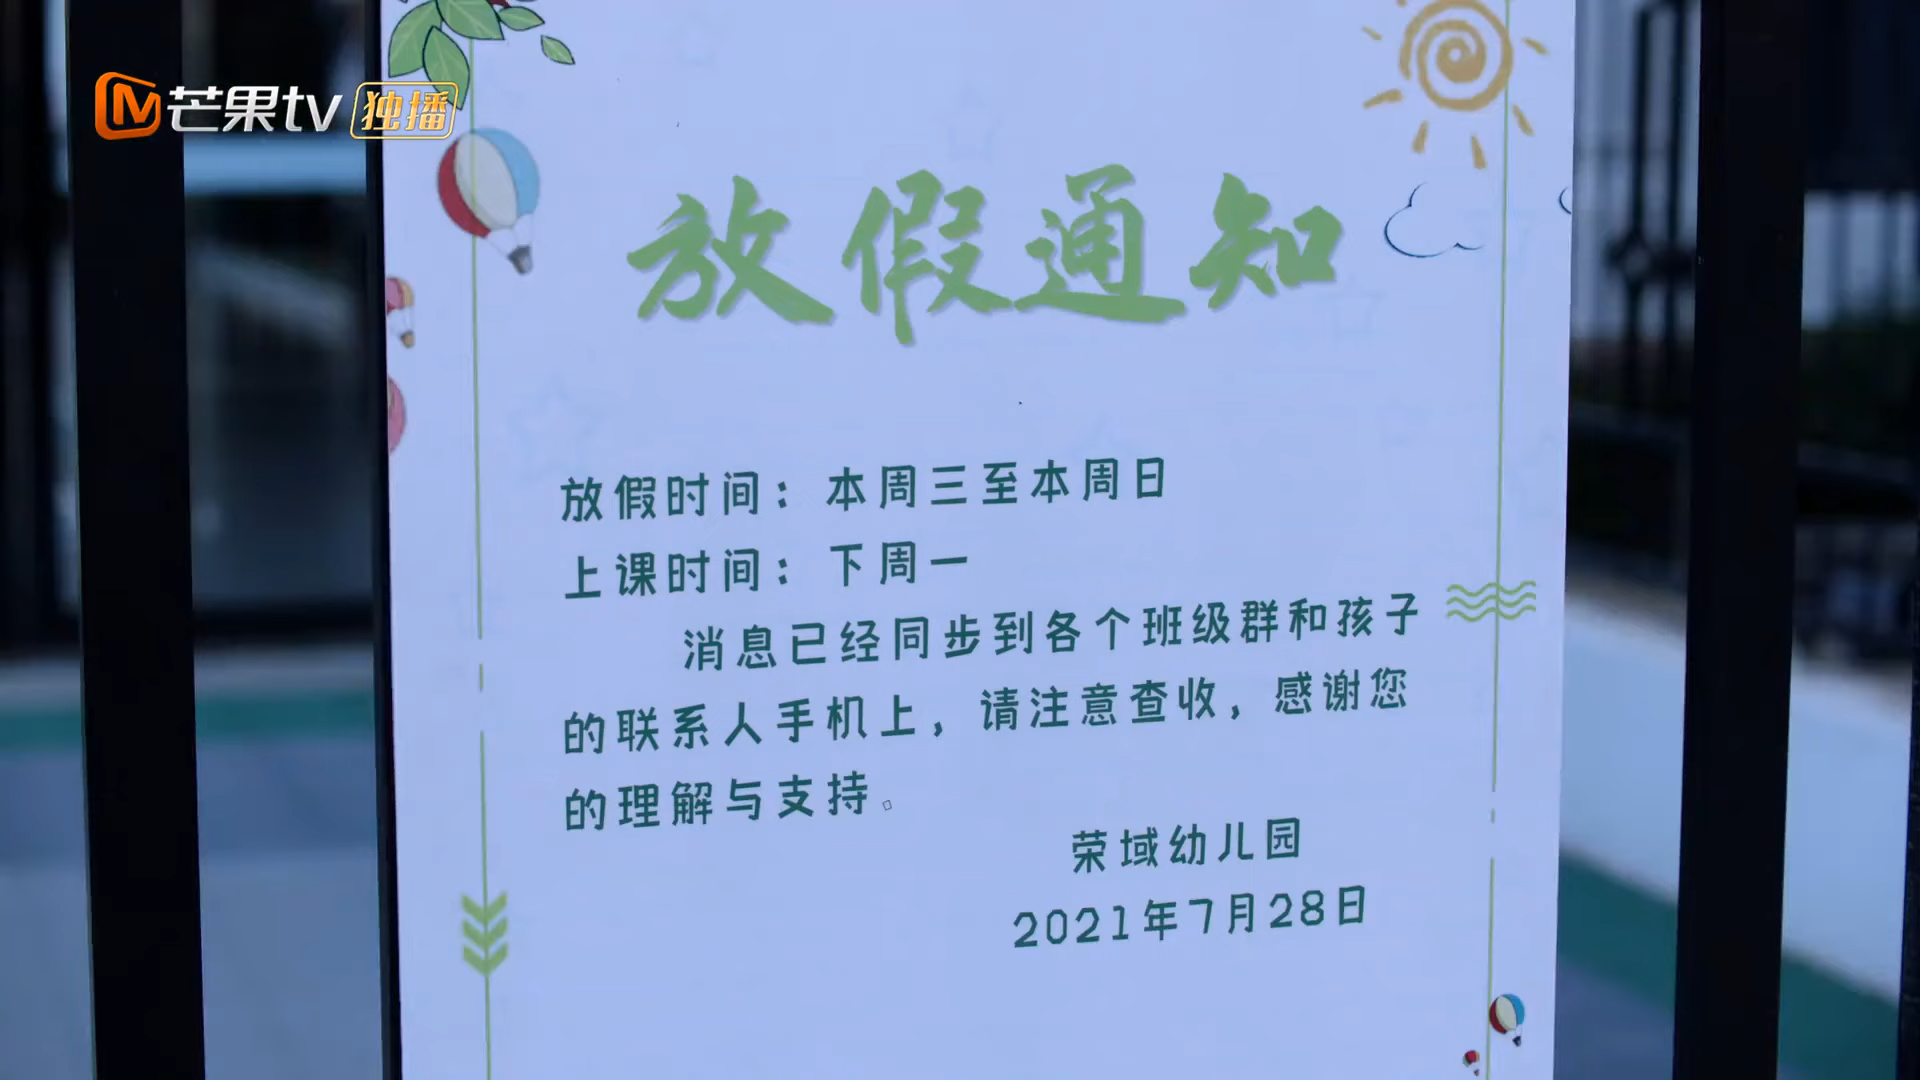 芒果tv 独播
放假通知
放假时间：本周三至本周日
上课时间：下周一
消息已经同步到各个班级群和孩子
的联系人手机上，请注意查收，感谢您
的理解与支持。
荣域幼儿园
2021年7月28日